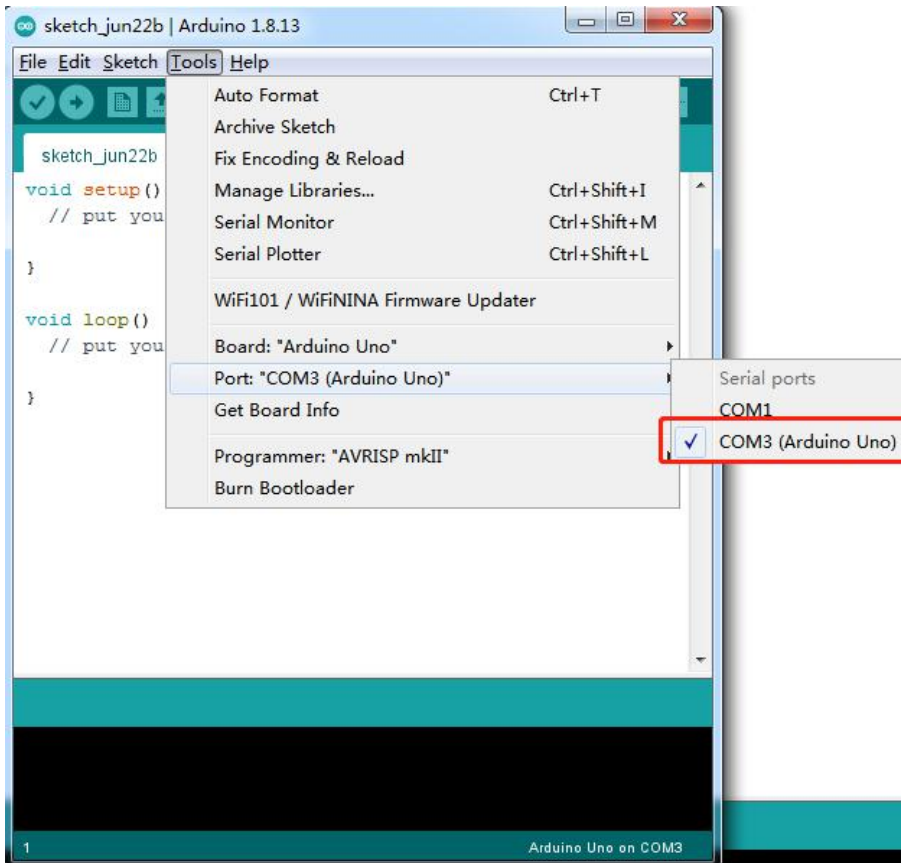 sketch_jun22b | Arduino 1.8.13
File Edit Sketch Tools Help
sketch_jun22b
void setup()
// put you
}
void loop()
// put you
}
Auto Format Ctrl+T
Archive Sketch
Fix Encoding & Reload
Manage Libraries... Ctrl+Shift+I
Serial Monitor Ctrl+Shift+M
Serial Plotter Ctrl+Shift+L
WiFi101 / WiFiNINA Firmware Updater
Board: "Arduino Uno"
Port: "COM3 (Arduino Uno)"
Get Board Info
Programmer: "AVRISP mkII"
Burn Bootloader
Serial ports
COM1
COM3 (Arduino Uno)
1 Arduino Uno on COM3